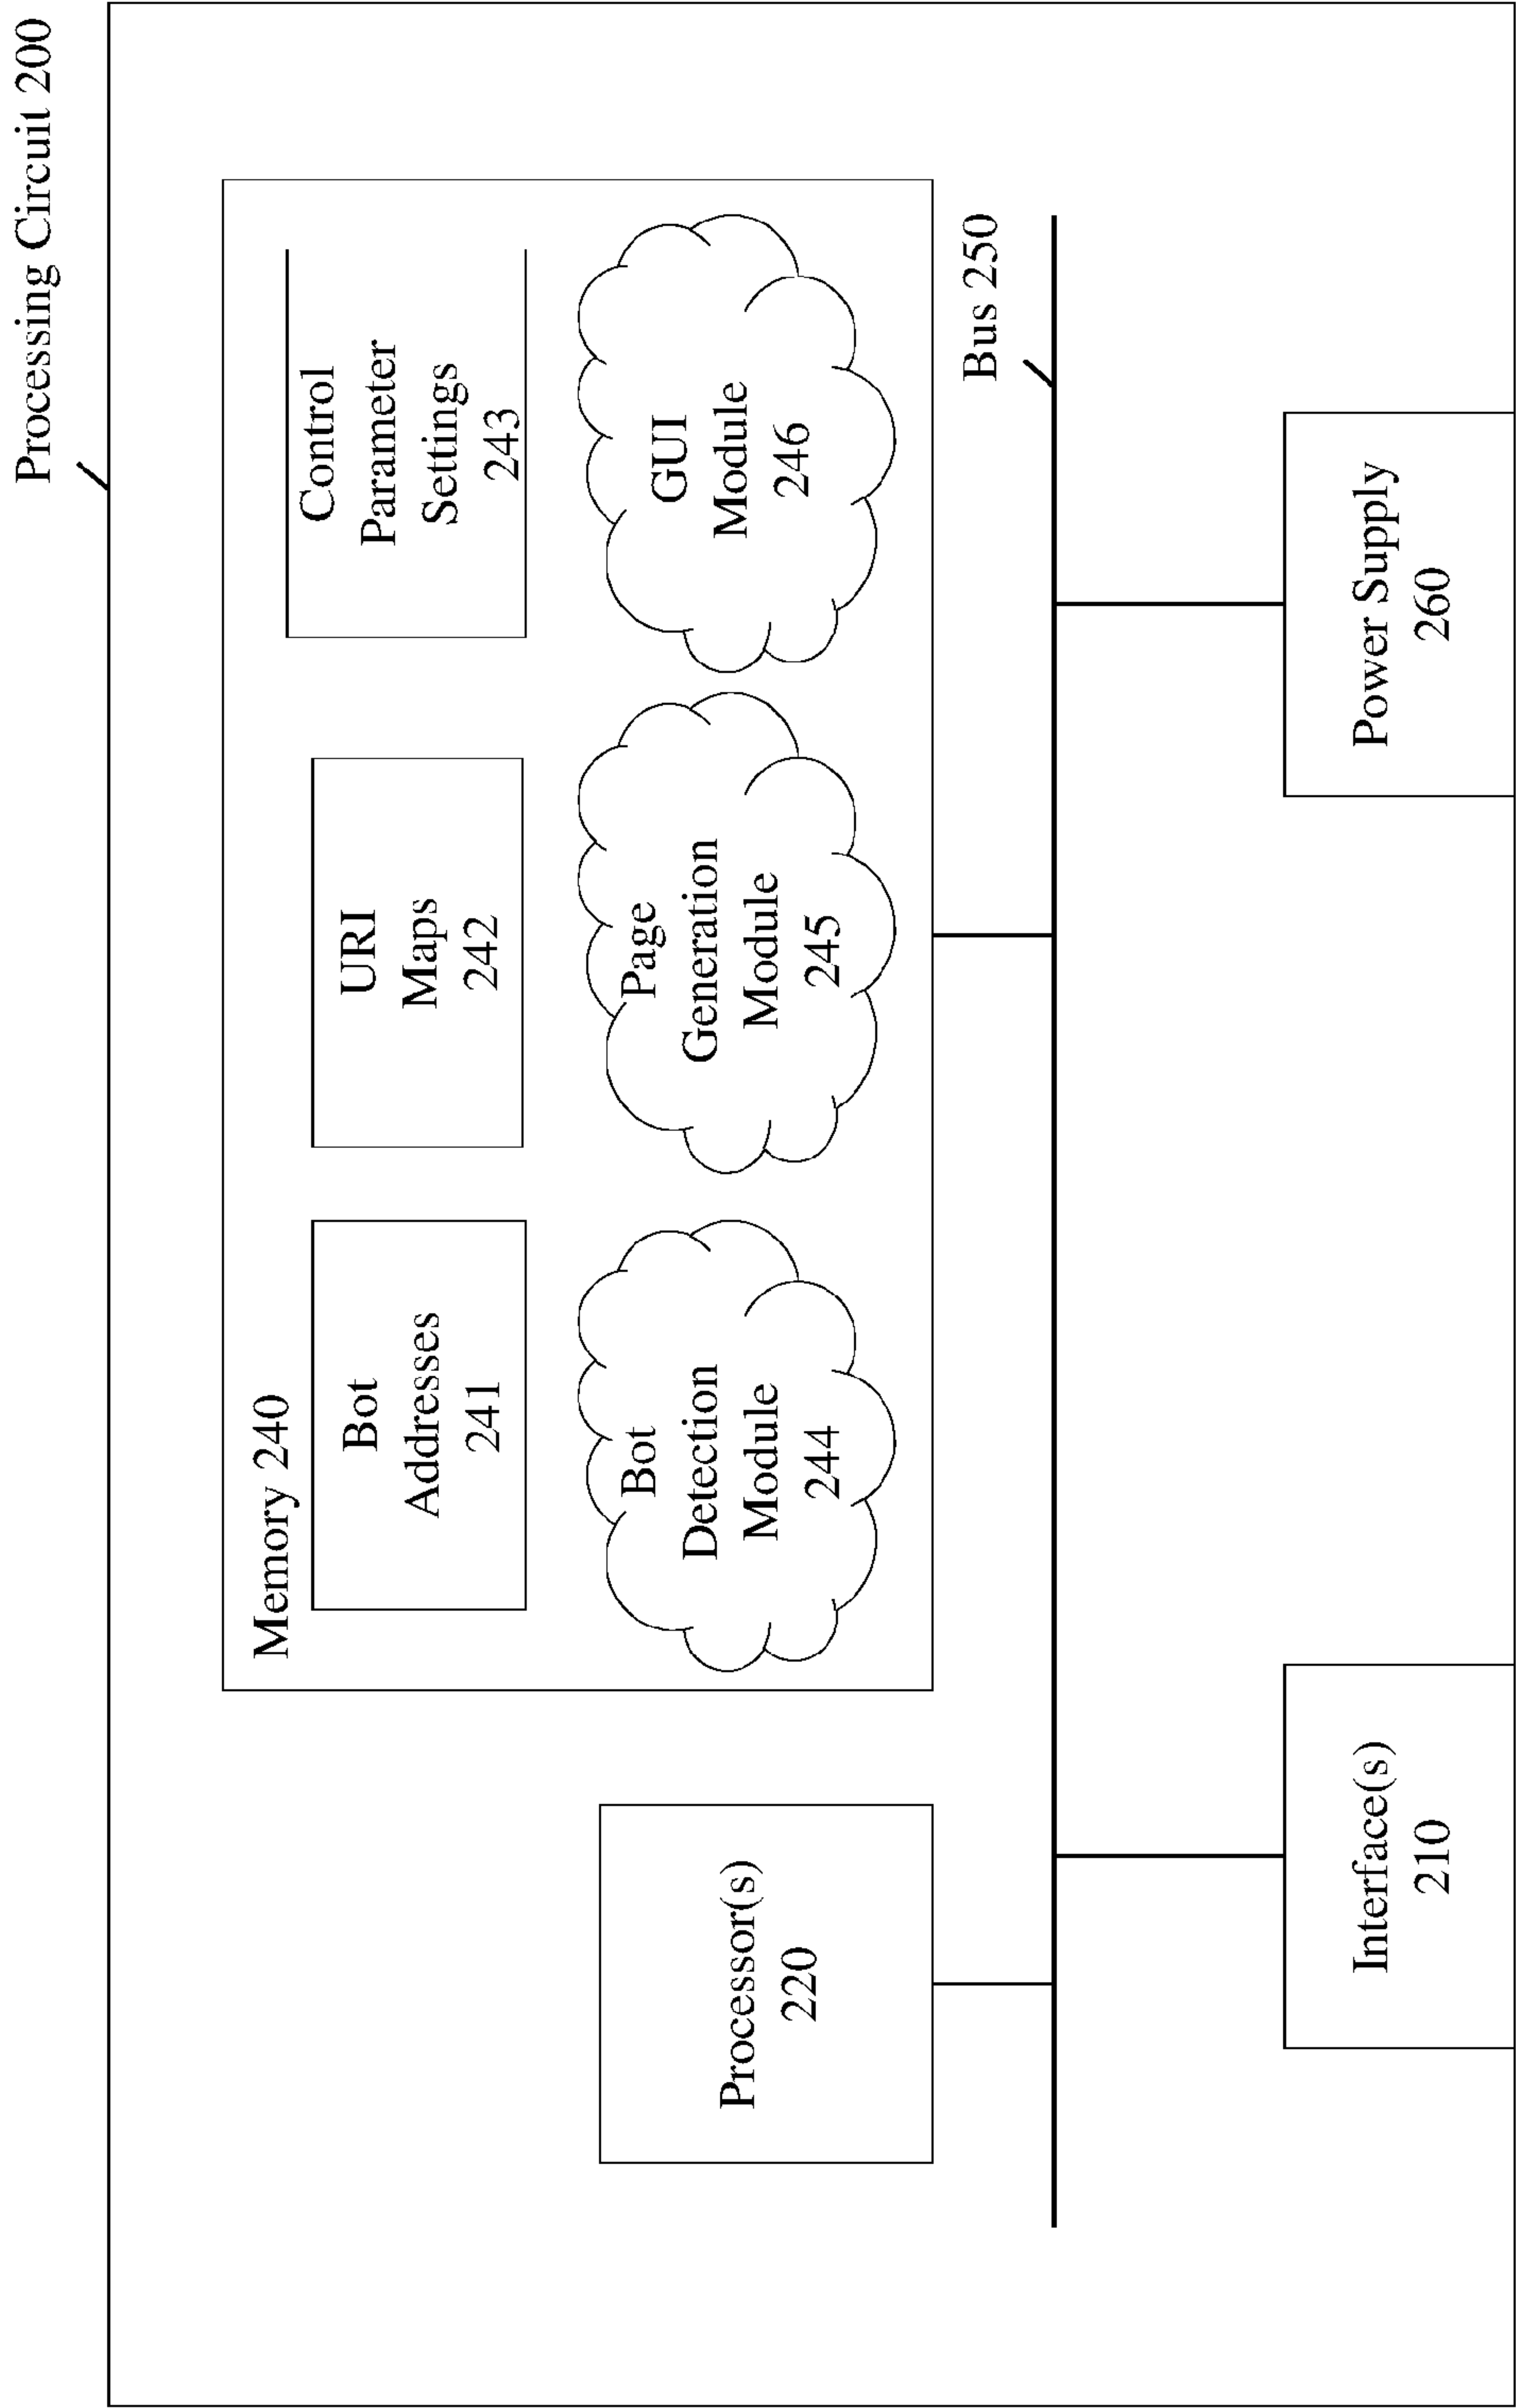 Processing Circuit 200
Memory 240
Bot
Addresses
241
URI
Maps
242
Control
Parameter
Settings
243
Bot
Detection
Module
244
Page
Generation
Module
245
GUI
Module
246
Processor(s)
220
Bus 250
Interface(s)
210
Power Supply
260